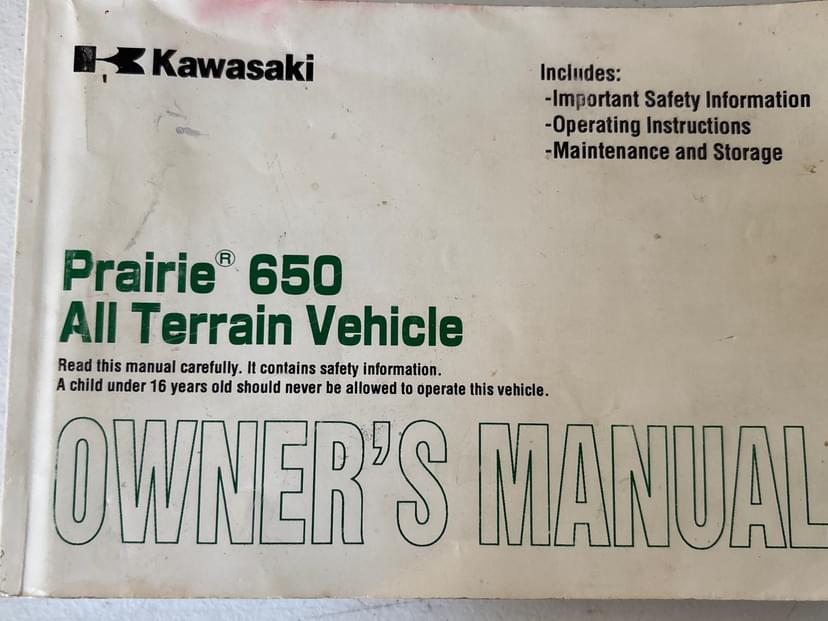 Kawasaki
Includes:
-Important Safety Information
-Operating Instructions
-Maintenance and Storage
Prairie® 650
All Terrain Vehicle
Read this manual carefully. It contains safety information.
A child under 16 years old should never be allowed to operate this vehicle.
OWNER'S MANUAL